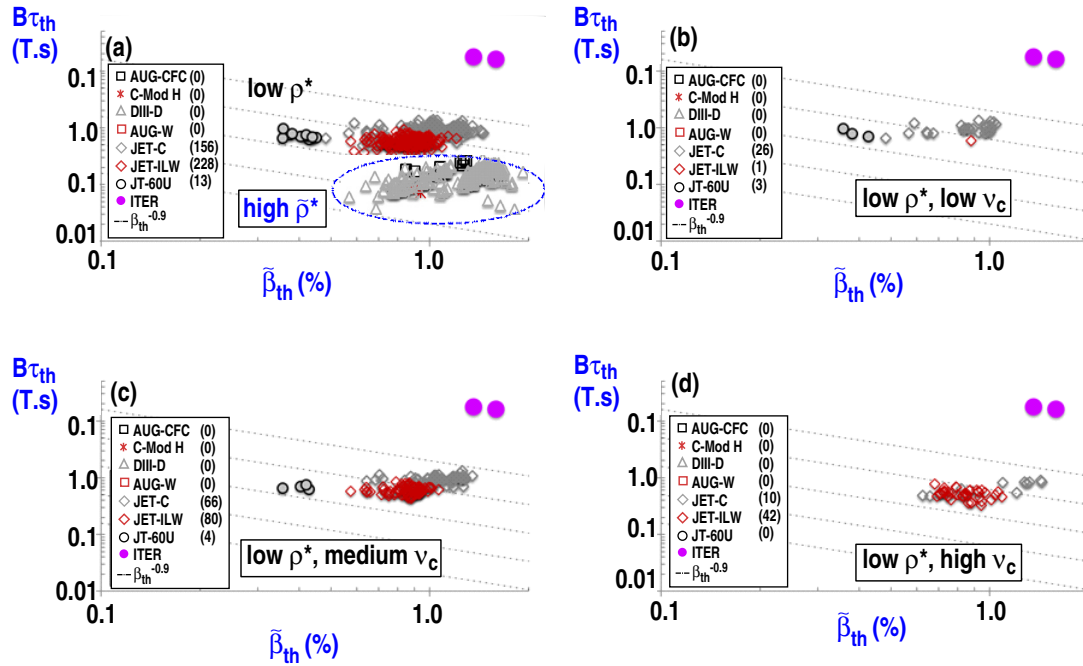 Bτth
(T.s)
(a)
0.1
1.0
0.1
0.01
AUG-CFC (0)
C-Mod H (0)
DIII-D (0)
AUG-W (0)
JET-C (156)
JET-ILW (228)
JT-60U (13)
ITER
βth^-0.9
low ρ*
high ρ̃*
0.1 1.0
β̃th (%)
Bτth
(T.s)
(b)
0.1
1.0
0.1
0.01
AUG-CFC (0)
C-Mod H (0)
DIII-D (0)
AUG-W (0)
JET-C (26)
JET-ILW (1)
JT-60U (3)
ITER
βth^-0.9
low ρ*, low νc
0.1 1.0
β̃th (%)
Bτth
(T.s)
(c)
0.1
1.0
0.1
0.01
AUG-CFC (0)
C-Mod H (0)
DIII-D (0)
AUG-W (0)
JET-C (66)
JET-ILW (80)
JT-60U (4)
ITER
βth^-0.9
low ρ*, medium νc
0.1 1.0
β̃th (%)
Bτth
(T.s)
(d)
0.1
1.0
0.1
0.01
AUG-CFC (0)
C-Mod H (0)
DIII-D (0)
AUG-W (0)
JET-C (10)
JET-ILW (42)
JT-60U (0)
ITER
βth^-0.9
low ρ*, high νc
0.1 1.0
β̃th (%)